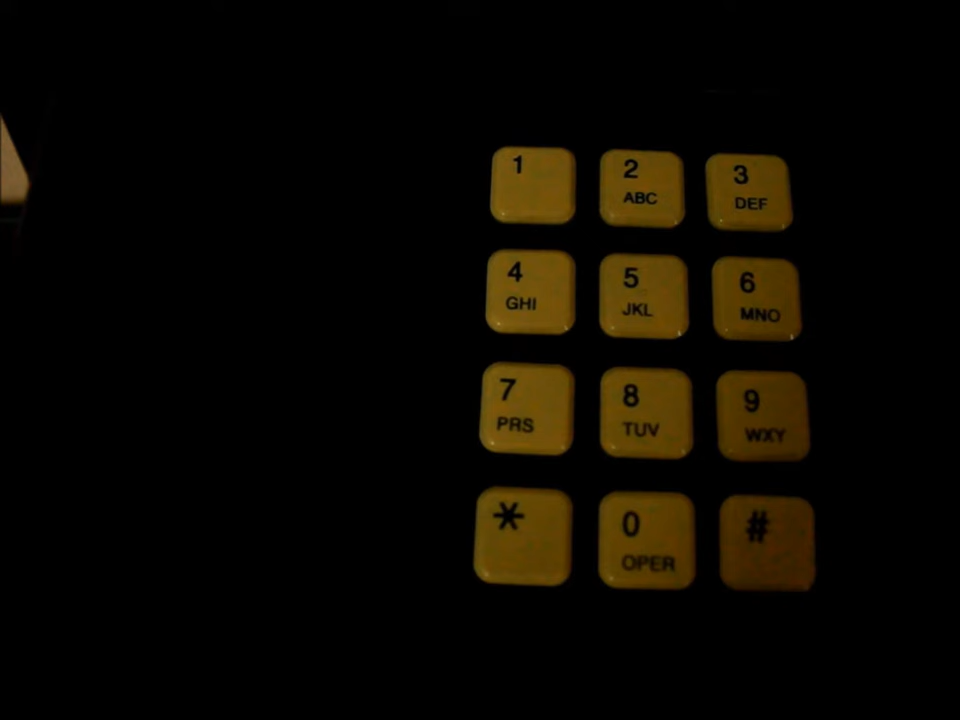 1 2 3
ABC DEF
4 5 6
GHI JKL MNO
7 8 9
PRS TUV WXY
* 0 #
OPER